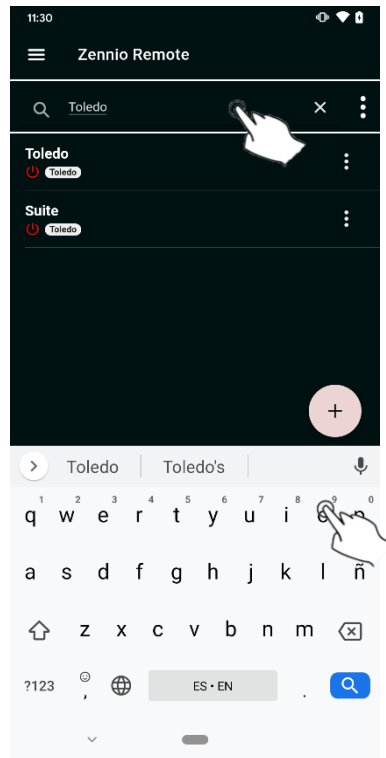 11:30
Zennio Remote
Toledo
Toledo
Toledo
Suite
Toledo
+
Toledo Toledo's
1 2 3 4 5 6 7 8 9 0
q w e r t y u i o p
a s d f g h j k l ñ
z x c v b n m
?123 , ES • EN .